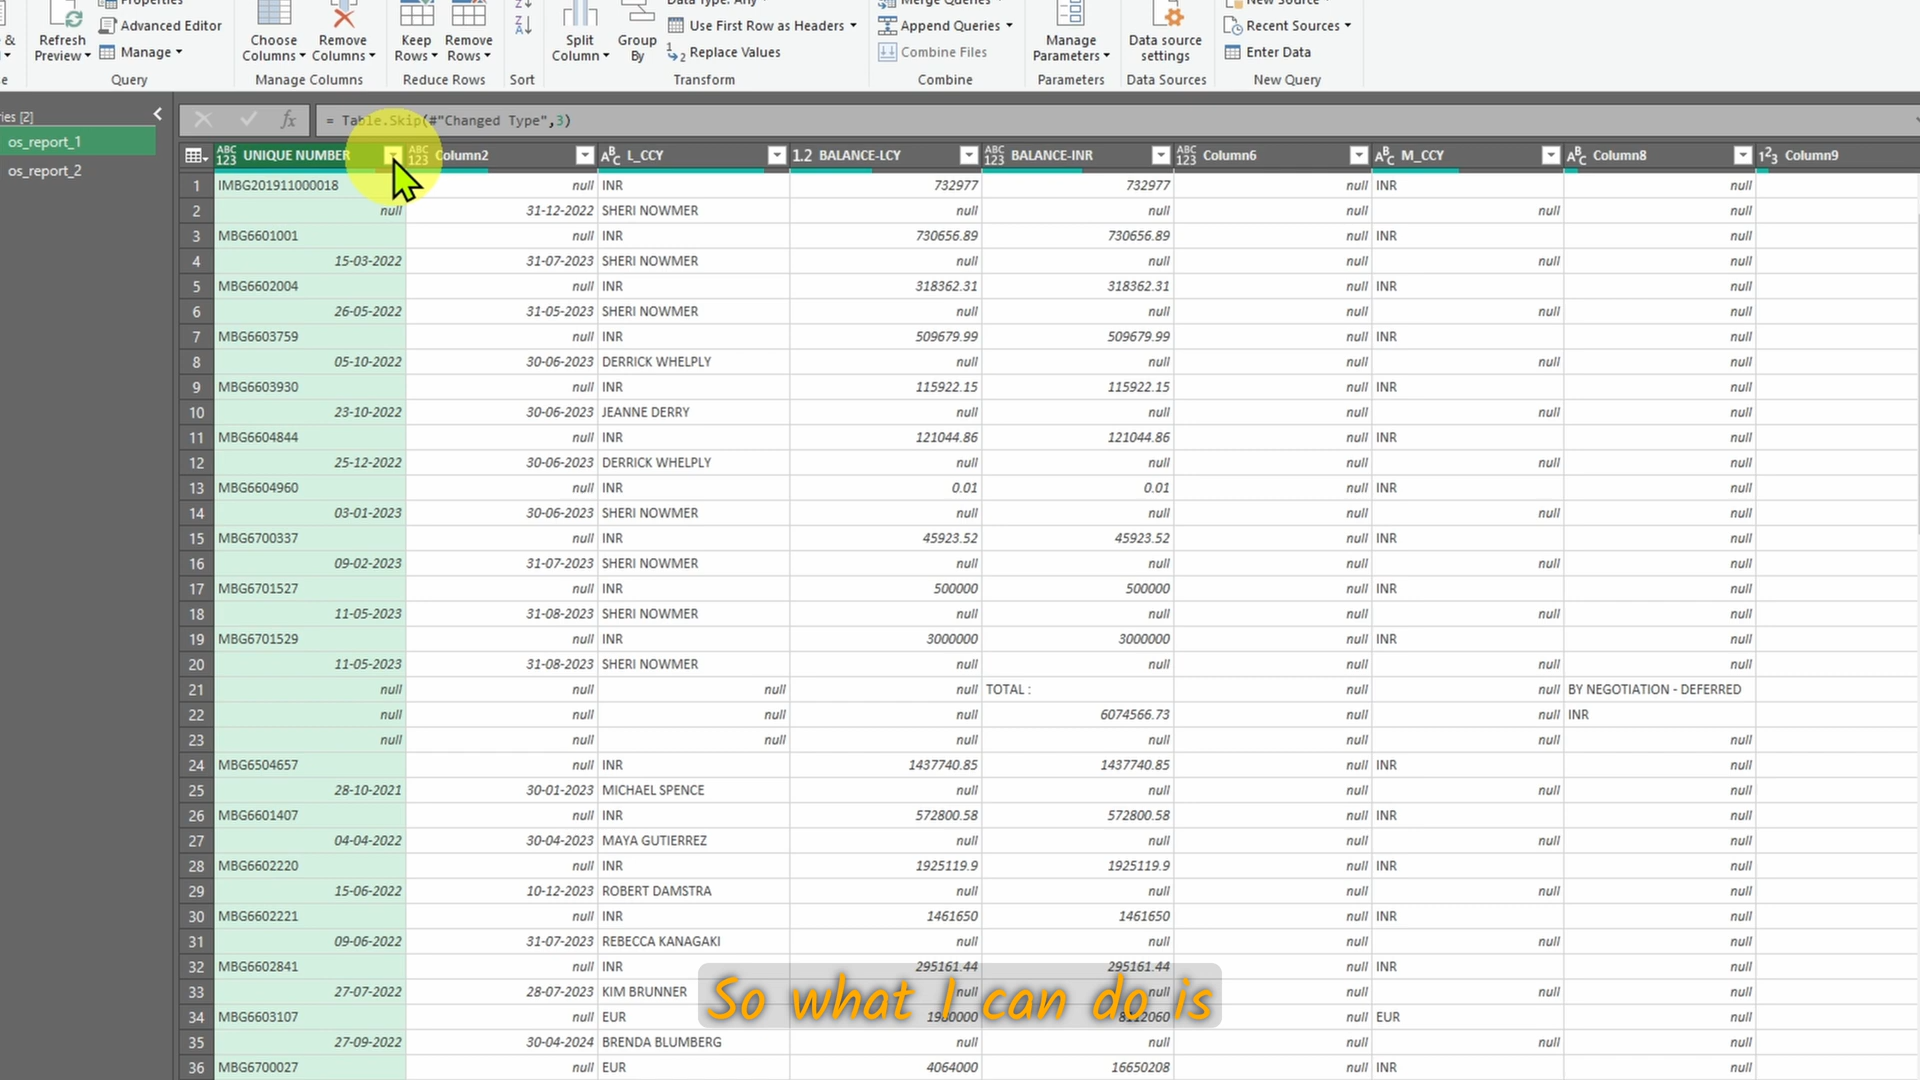 Properties Merge Queries New Source
Data Type: Any
Refresh Preview Advanced Editor Choose Columns Remove Columns Keep Rows Remove Rows Split Column Group By Use First Row as Headers Append Queries Manage Parameters Data source settings Recent Sources
Manage Replace Values Combine Files Enter Data
Query Manage Columns Reduce Rows Sort Transform Combine Parameters Data Sources New Query
[2]
= Table.Skip(#"Changed Type",3)
os_report_1
os_report_2
ABC 123 UNIQUE NUMBER ABC 123 Column2 ABC L_CCY 1.2 BALANCE-LCY ABC 123 BALANCE-INR ABC 123 Column6 ABC M_CCY ABC Column8 123 Column9
1 IMBG201911000018 null INR 732977 732977 null INR null
2 null 31-12-2022 SHERI NOWMER null null null null null
3 MBG6601001 null INR 730656.89 730656.89 null INR null
4 15-03-2022 31-07-2023 SHERI NOWMER null null null null null
5 MBG6602004 null INR 318362.31 318362.31 null INR null
6 26-05-2022 31-05-2023 SHERI NOWMER null null null null null
7 MBG6603759 null INR 509679.99 509679.99 null INR null
8 05-10-2022 30-06-2023 DERRICK WHELPLY null null null null null
9 MBG6603930 null INR 115922.15 115922.15 null INR null
10 23-10-2022 30-06-2023 JEANNE DERRY null null null null null
11 MBG6604844 null INR 121044.86 121044.86 null INR null
12 25-12-2022 30-06-2023 DERRICK WHELPLY null null null null null
13 MBG6604960 null INR 0.01 0.01 null INR null
14 03-01-2023 30-06-2023 SHERI NOWMER null null null null null
15 MBG6700337 null INR 45923.52 45923.52 null INR null
16 09-02-2023 31-07-2023 SHERI NOWMER null null null null null
17 MBG6701527 null INR 500000 500000 null INR null
18 11-05-2023 31-08-2023 SHERI NOWMER null null null null null
19 MBG6701529 null INR 3000000 3000000 null INR null
20 11-05-2023 31-08-2023 SHERI NOWMER null null null null null
21 null null null null TOTAL : null null BY NEGOTIATION - DEFERRED
22 null null null null 6074566.73 null null INR
23 null null null null null null null null
24 MBG6504657 null INR 1437740.85 1437740.85 null INR null
25 28-10-2021 30-01-2023 MICHAEL SPENCE null null null null null
26 MBG6601407 null INR 572800.58 572800.58 null INR null
27 04-04-2022 30-04-2023 MAYA GUTIERREZ null null null null null
28 MBG6602220 null INR 1925119.9 1925119.9 null INR null
29 15-06-2022 10-12-2023 ROBERT DAMSTRA null null null null null
30 MBG6602221 null INR 1461650 1461650 null INR null
31 09-06-2022 31-07-2023 REBECCA KANAGAKI null null null null null
32 MBG6602841 null INR 295161.44 295161.44 null INR null
33 27-07-2022 28-07-2023 KIM BRUNNER null null null null null
So what I can do is
34 MBG6603107 null EUR null EUR null
35 27-09-2022 30-04-2024 BRENDA BLUMBERG null null null null null
36 MBG6700027 null EUR 4064000 16650208 null INR null